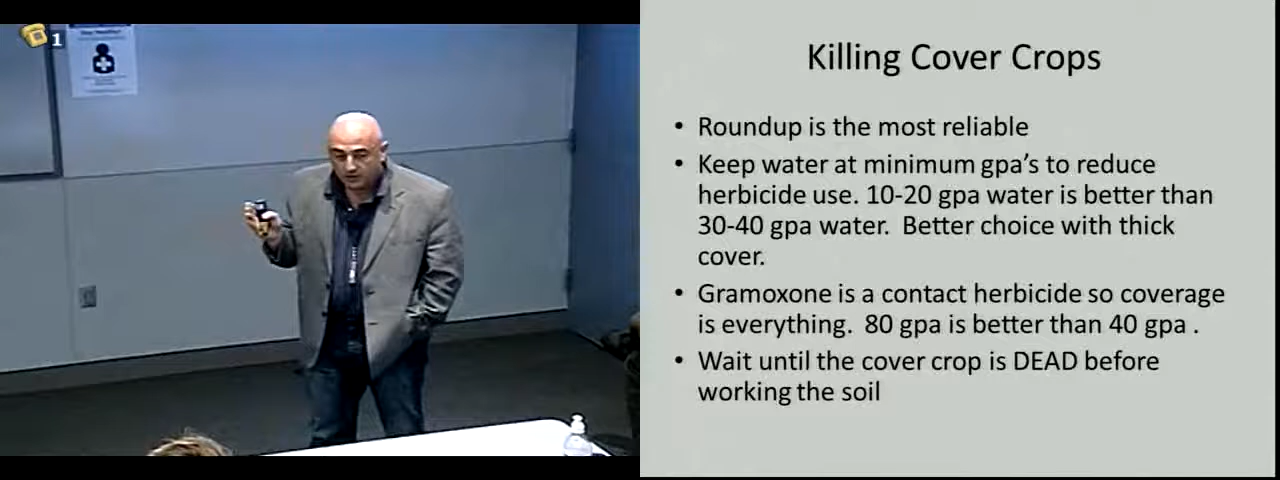 1
Killing Cover Crops
• Roundup is the most reliable
• Keep water at minimum gpa's to reduce
herbicide use. 10-20 gpa water is better than
30-40 gpa water. Better choice with thick
cover.
• Gramoxone is a contact herbicide so coverage
is everything. 80 gpa is better than 40 gpa .
• Wait until the cover crop is DEAD before
working the soil